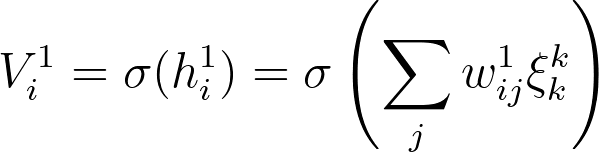 V_i^1 = σ(h_i^1) = σ ( ∑_j w_{ij}^1 ξ_k^k )